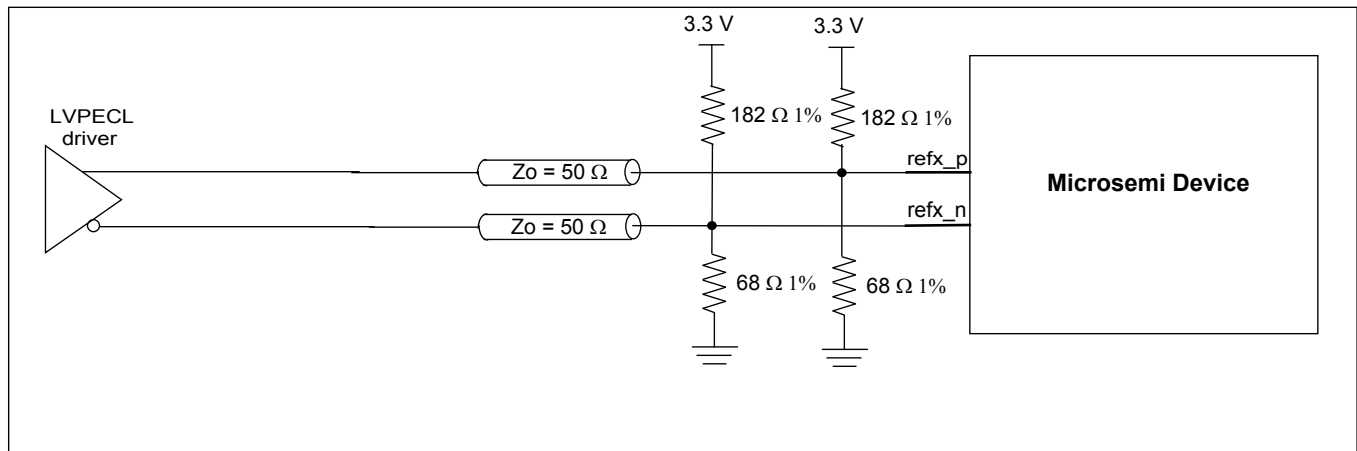 3.3 V
3.3 V
LVPECL
driver
182 Ω 1%
182 Ω 1%
Zo = 50 Ω
refx_p
Microsemi Device
Zo = 50 Ω
refx_n
68 Ω 1%
68 Ω 1%